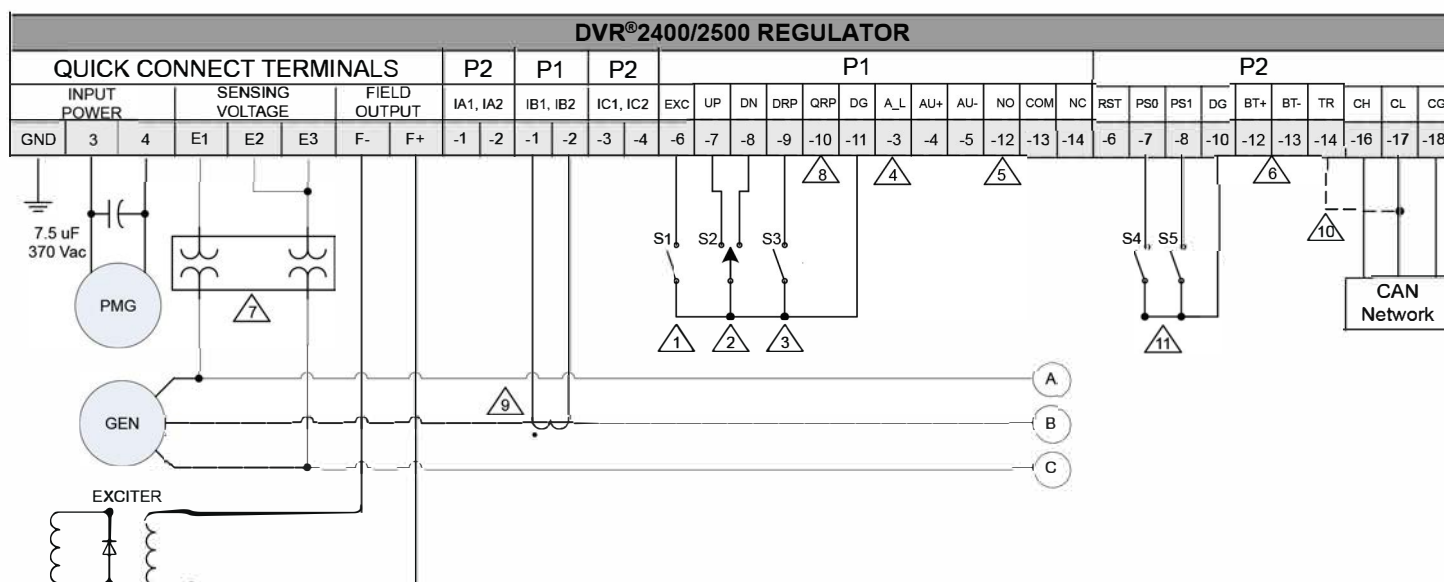 DVR®2400/2500 REGULATOR
QUICK CONNECT TERMINALS P2 P1 P2 P1 P2
INPUT POWER SENSING VOLTAGE FIELD OUTPUT IA1, IA2 IB1, IB2 IC1, IC2 EXC UP DN DRP QRP DG A_L AU+ AU- NO COM NC RST PS0 PS1 DG BT+ BT- TR CH CL CG
GND 3 4 E1 E2 E3 F- F+ -1 -2 -1 -2 -3 -4 -6 -7 -8 -9 -10 -11 -3 -4 -5 -12 -13 -14 -6 -7 -8 -10 -12 -13 -14 -16 -17 -18
8 4 5 6
7.5 uF
370 Vac
10
S1 S2 S3 S4 S5
PMG
7
CAN
Network
1 2 3 11
A
9
GEN
B
C
EXCITER